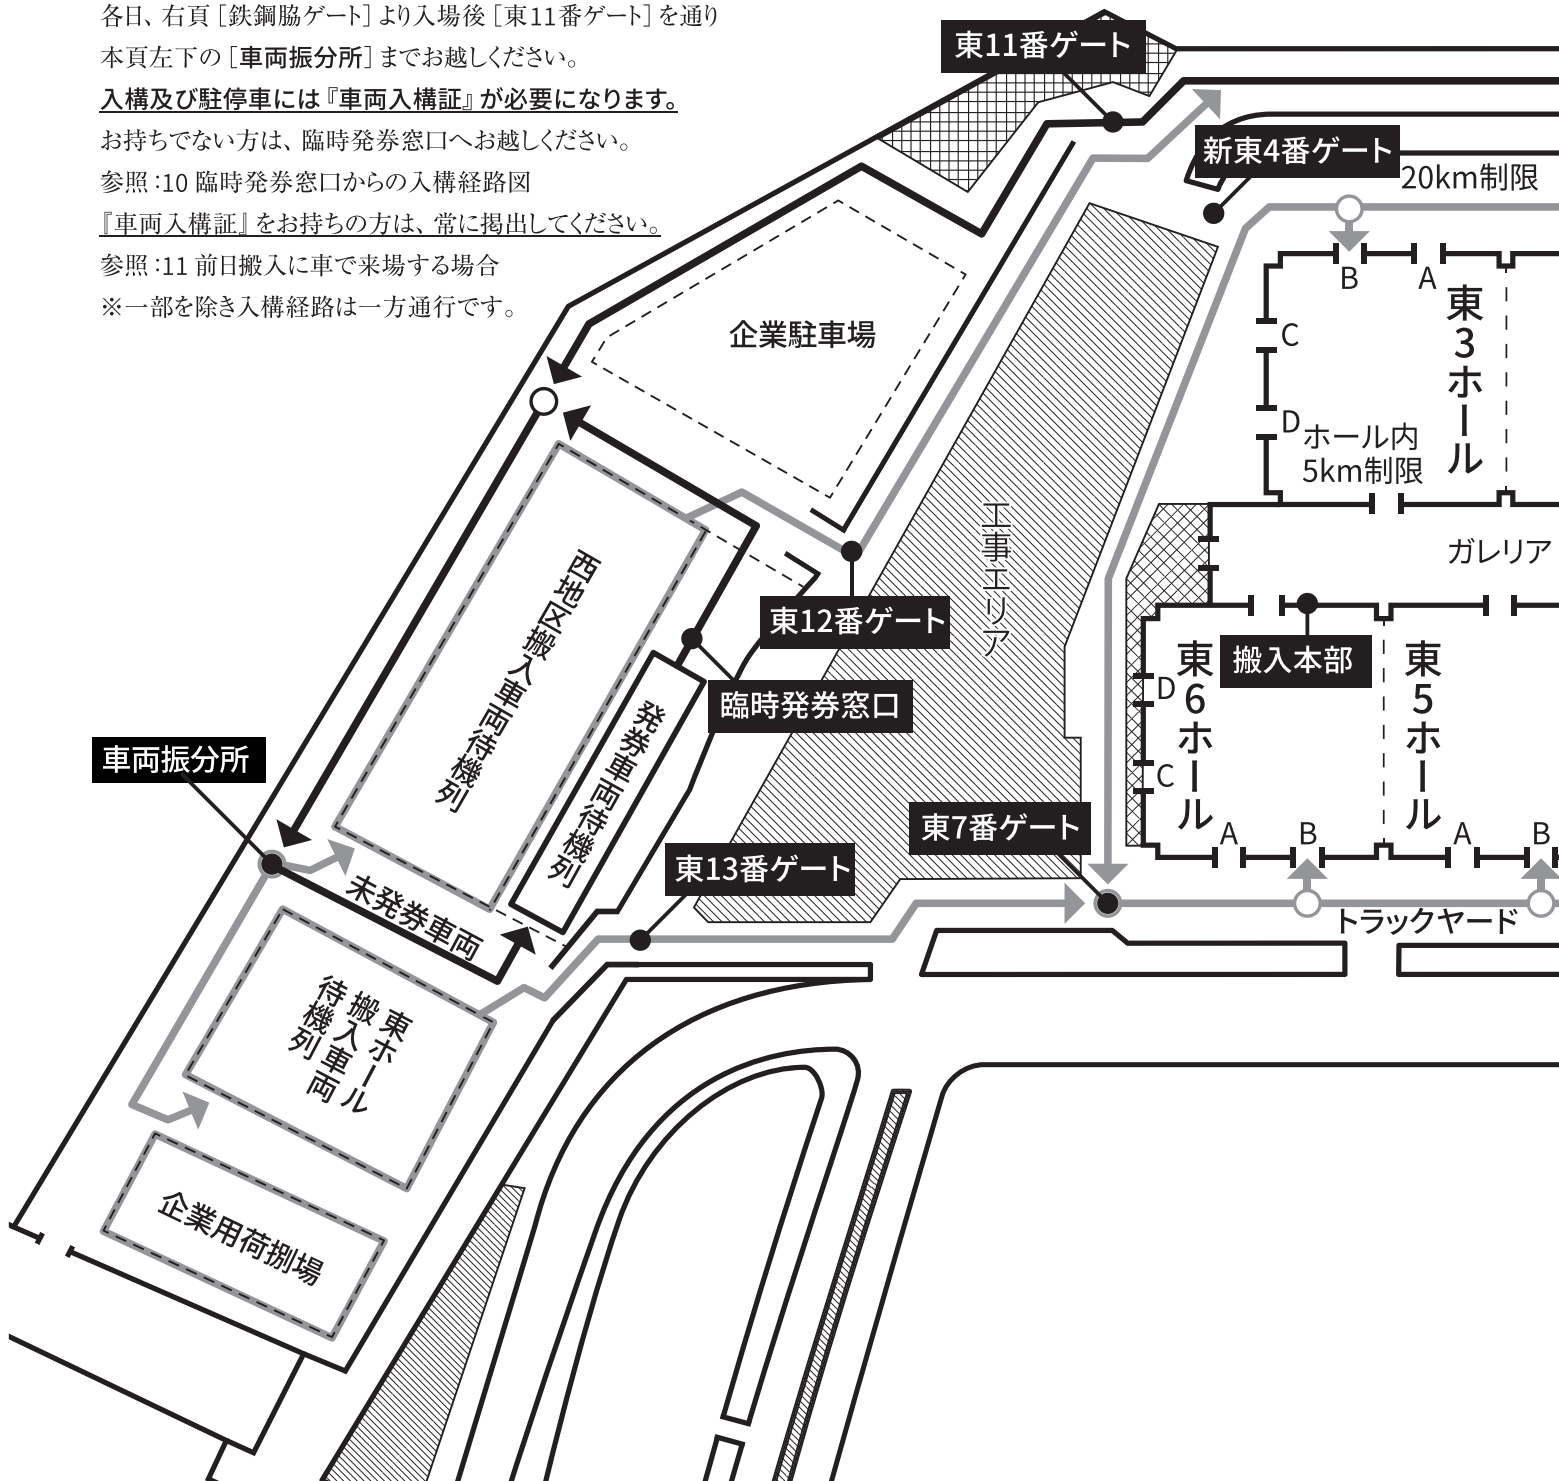 各日、右頁［鉄鋼脇ゲート］より入場後［東11番ゲート］を通り
本頁左下の［車両振分所］までお越しください。
入構及び駐停車には『車両入構証』が必要になります。
お持ちでない方は、臨時発券窓口へお越しください。
参照：10 臨時発券窓口からの入構経路図
『車両入構証』をお持ちの方は、常に掲出してください。
参照：11 前日搬入に車で来場する場合
※一部を除き入構経路は一方通行です。
東11番ゲート
新東4番ゲート
20km制限
B
A
東3ホール
C
D
ホール内
5km制限
企業駐車場
工事エリア
ガレリア
西地区搬入車両待機列
東12番ゲート
搬入本部
東6ホール
D
C
A
B
東5ホール
A
B
臨時発券窓口
発券車両待機列
車両振分所
東7番ゲート
東13番ゲート
未発券車両
トラックヤード
東ホール
搬入車両
待機列
企業用荷捌場